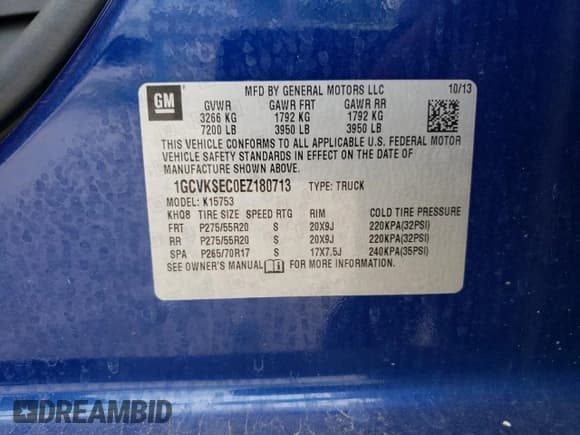 GM
MFD BY GENERAL MOTORS LLC 10/13
GVWR GAWR FRT GAWR RR
3266 KG 1792 KG 1792 KG
7200 LB 3950 LB 3950 LB
THIS VEHICLE CONFORMS TO ALL APPLICABLE U.S. FEDERAL MOTOR
VEHICLE SAFETY STANDARDS IN EFFECT ON THE DATE OF
MANUFACTURE SHOWN ABOVE.
1GCVKSEC0EZ180713 TYPE: TRUCK
MODEL: K15753
KHQ8 TIRE SIZE SPEED RTG RIM COLD TIRE PRESSURE
FRT P275/55R20 S 20X9J 220KPA(32PSI)
RR P275/55R20 S 20X9J 220KPA(32PSI)
SPA P265/70R17 S 17X7.5J 240KPA(35PSI)
SEE OWNER'S MANUAL FOR MORE INFORMATION.
DREAMBID